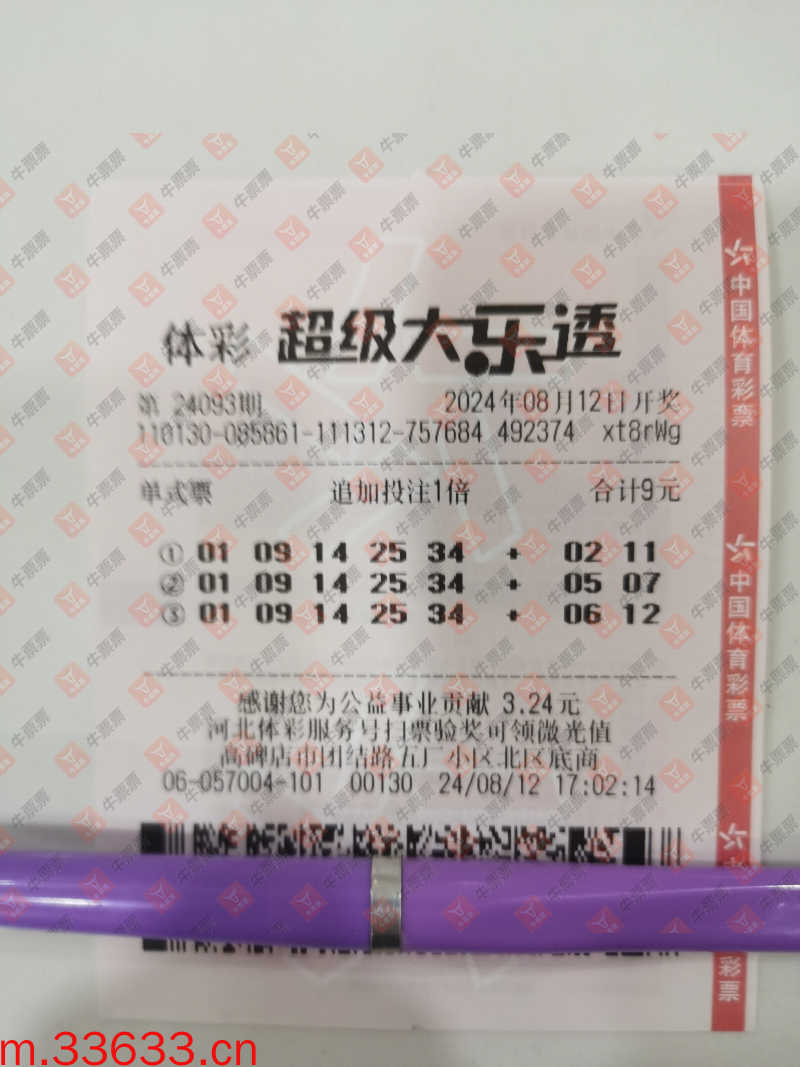 体彩 超级大乐透
第 24093期 2024年08月12日开奖
110130-085861-111312-757684 492374 xt8rWg
单式票 追加投注1倍 合计9元
① 01 09 14 25 34 + 02 11
② 01 09 14 25 34 + 05 07
③ 01 09 14 25 34 + 06 12
感谢您为公益事业贡献 3.24元
河北体彩服务号扫票验奖可领微光值
高碑店市团结路五厂小区北区底商
06-057004-101 00130 24/08/12 17:02:14
中国体育彩票
中国体育彩票
彩票
牛票票
m.33633.cn